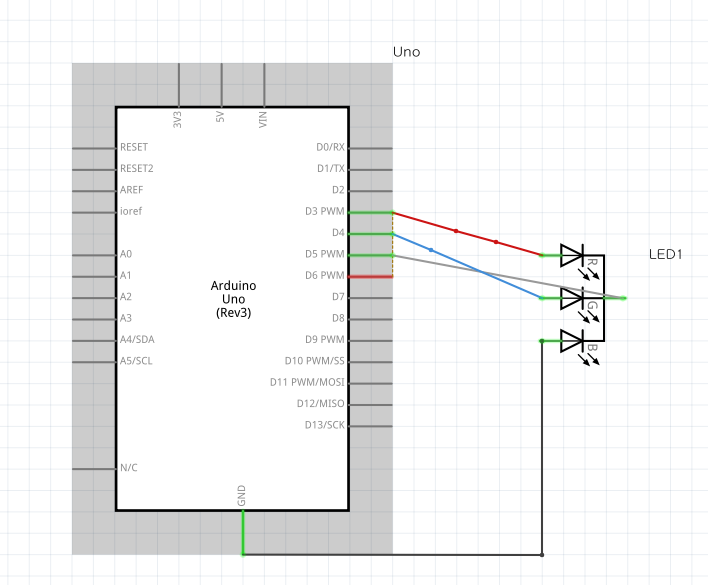 Uno
3V3
5V
VIN
RESET
RESET2
AREF
ioref
A0
A1
A2
A3
A4/SDA
A5/SCL
N/C
Arduino
Uno
(Rev3)
D0/RX
D1/TX
D2
D3 PWM
D4
D5 PWM
D6 PWM
D7
D8
D9 PWM
D10 PWM/SS
D11 PWM/MOSI
D12/MISO
D13/SCK
GND
LED1
R
G
B